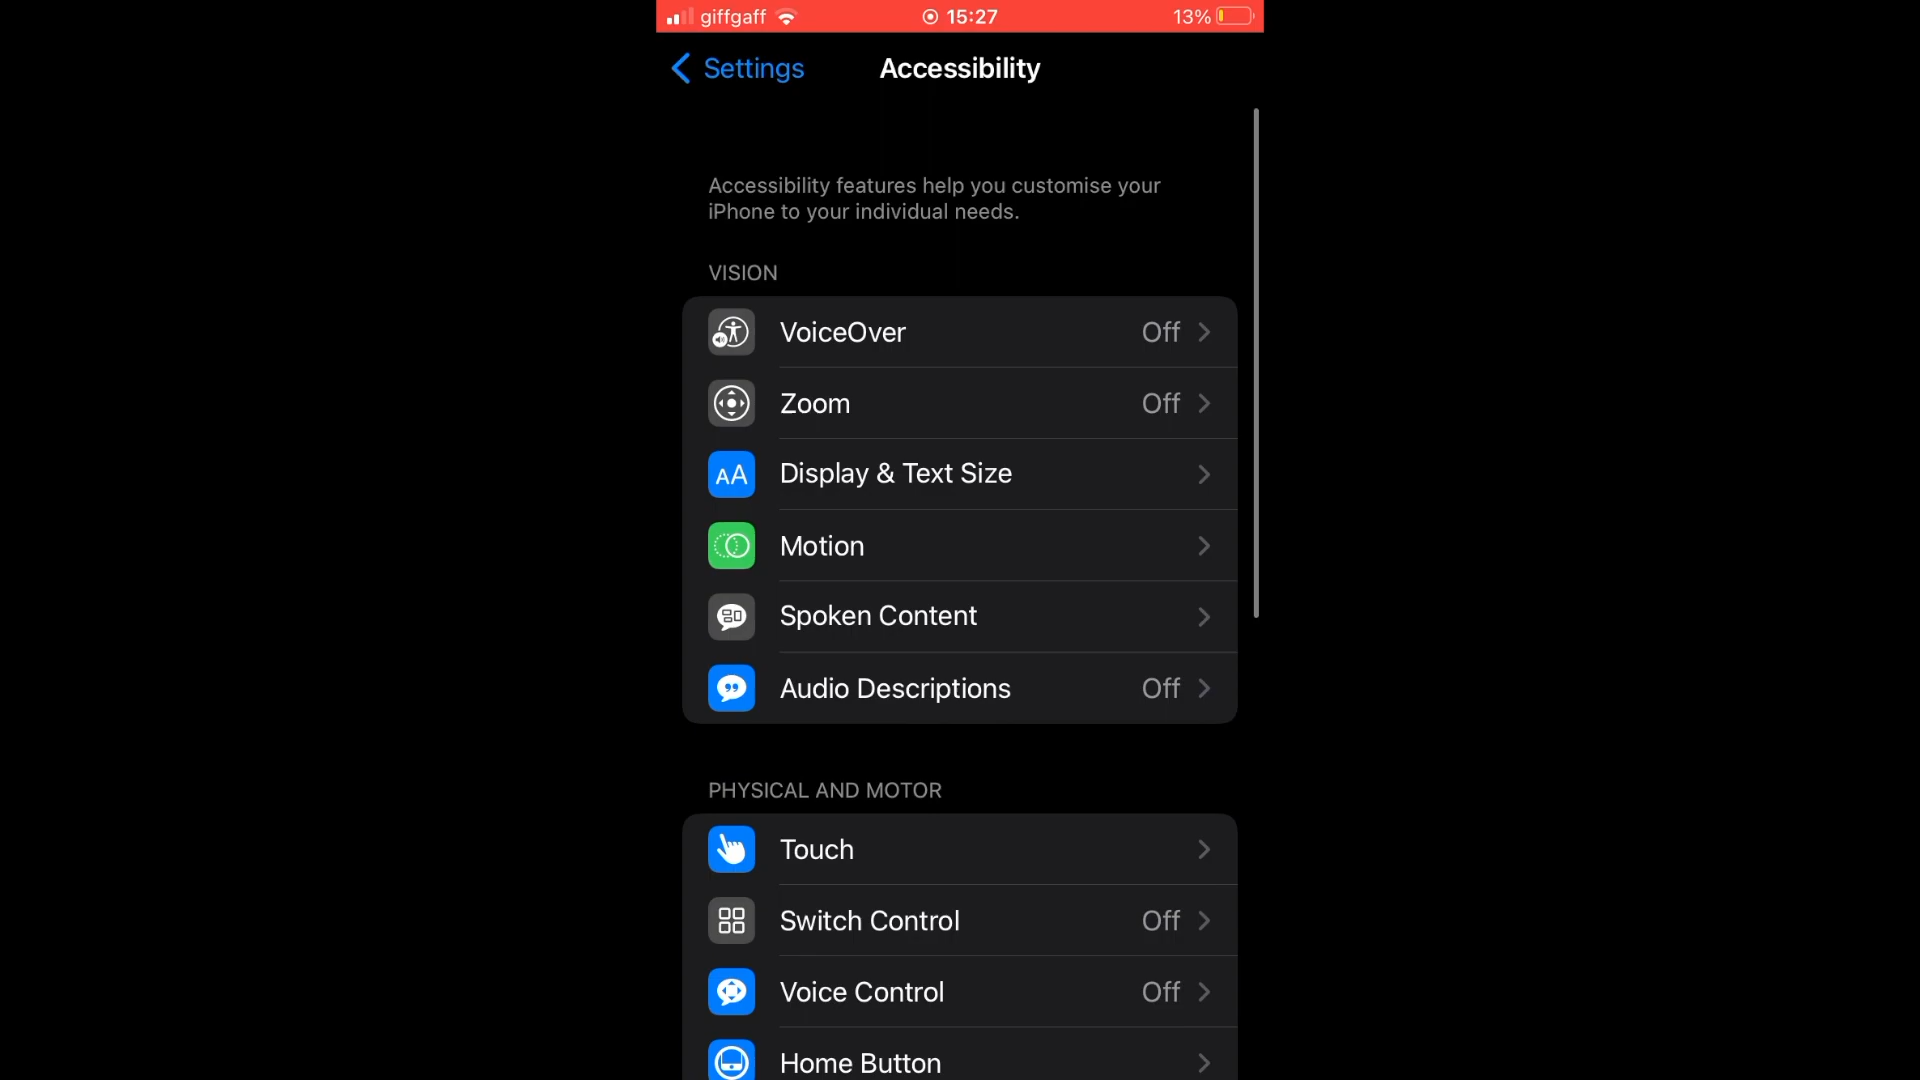 giffgaff 15:27 13%
Settings Accessibility
Accessibility features help you customise your
iPhone to your individual needs.
VISION
VoiceOver Off
Zoom Off
AA Display & Text Size
Motion
Spoken Content
Audio Descriptions Off
PHYSICAL AND MOTOR
Touch
Switch Control Off
Voice Control Off
Home Button